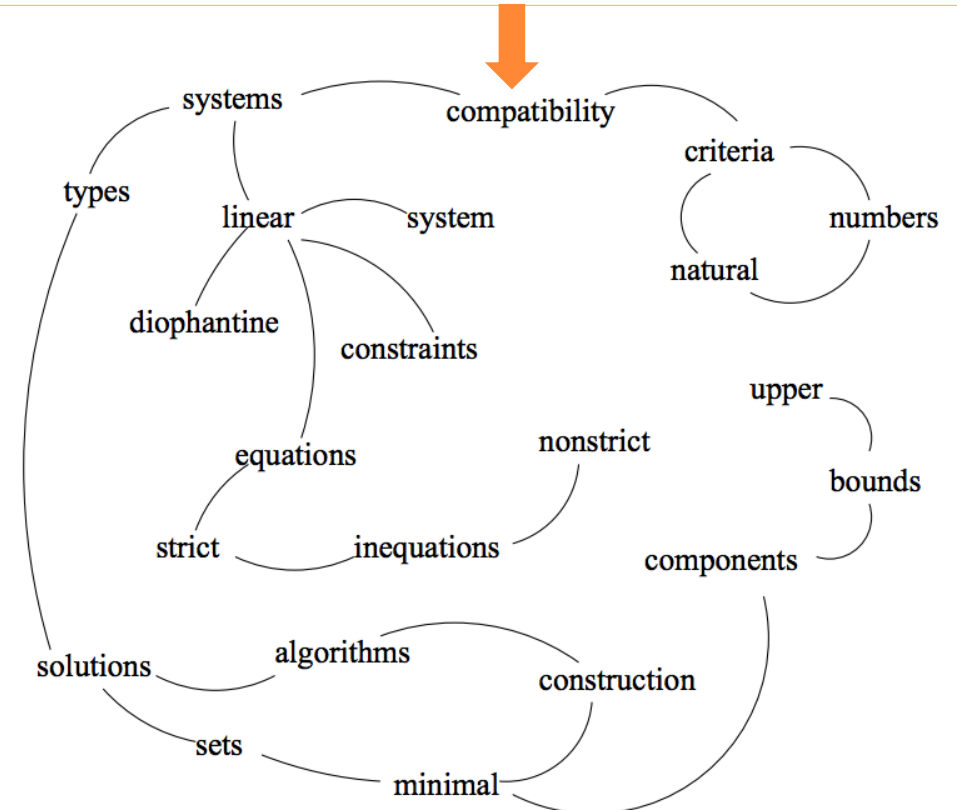 systems
compatibility
criteria
types
linear
system
numbers
natural
diophantine
constraints
upper
nonstrict
equations
bounds
strict
inequations
components
algorithms
solutions
construction
sets
minimal